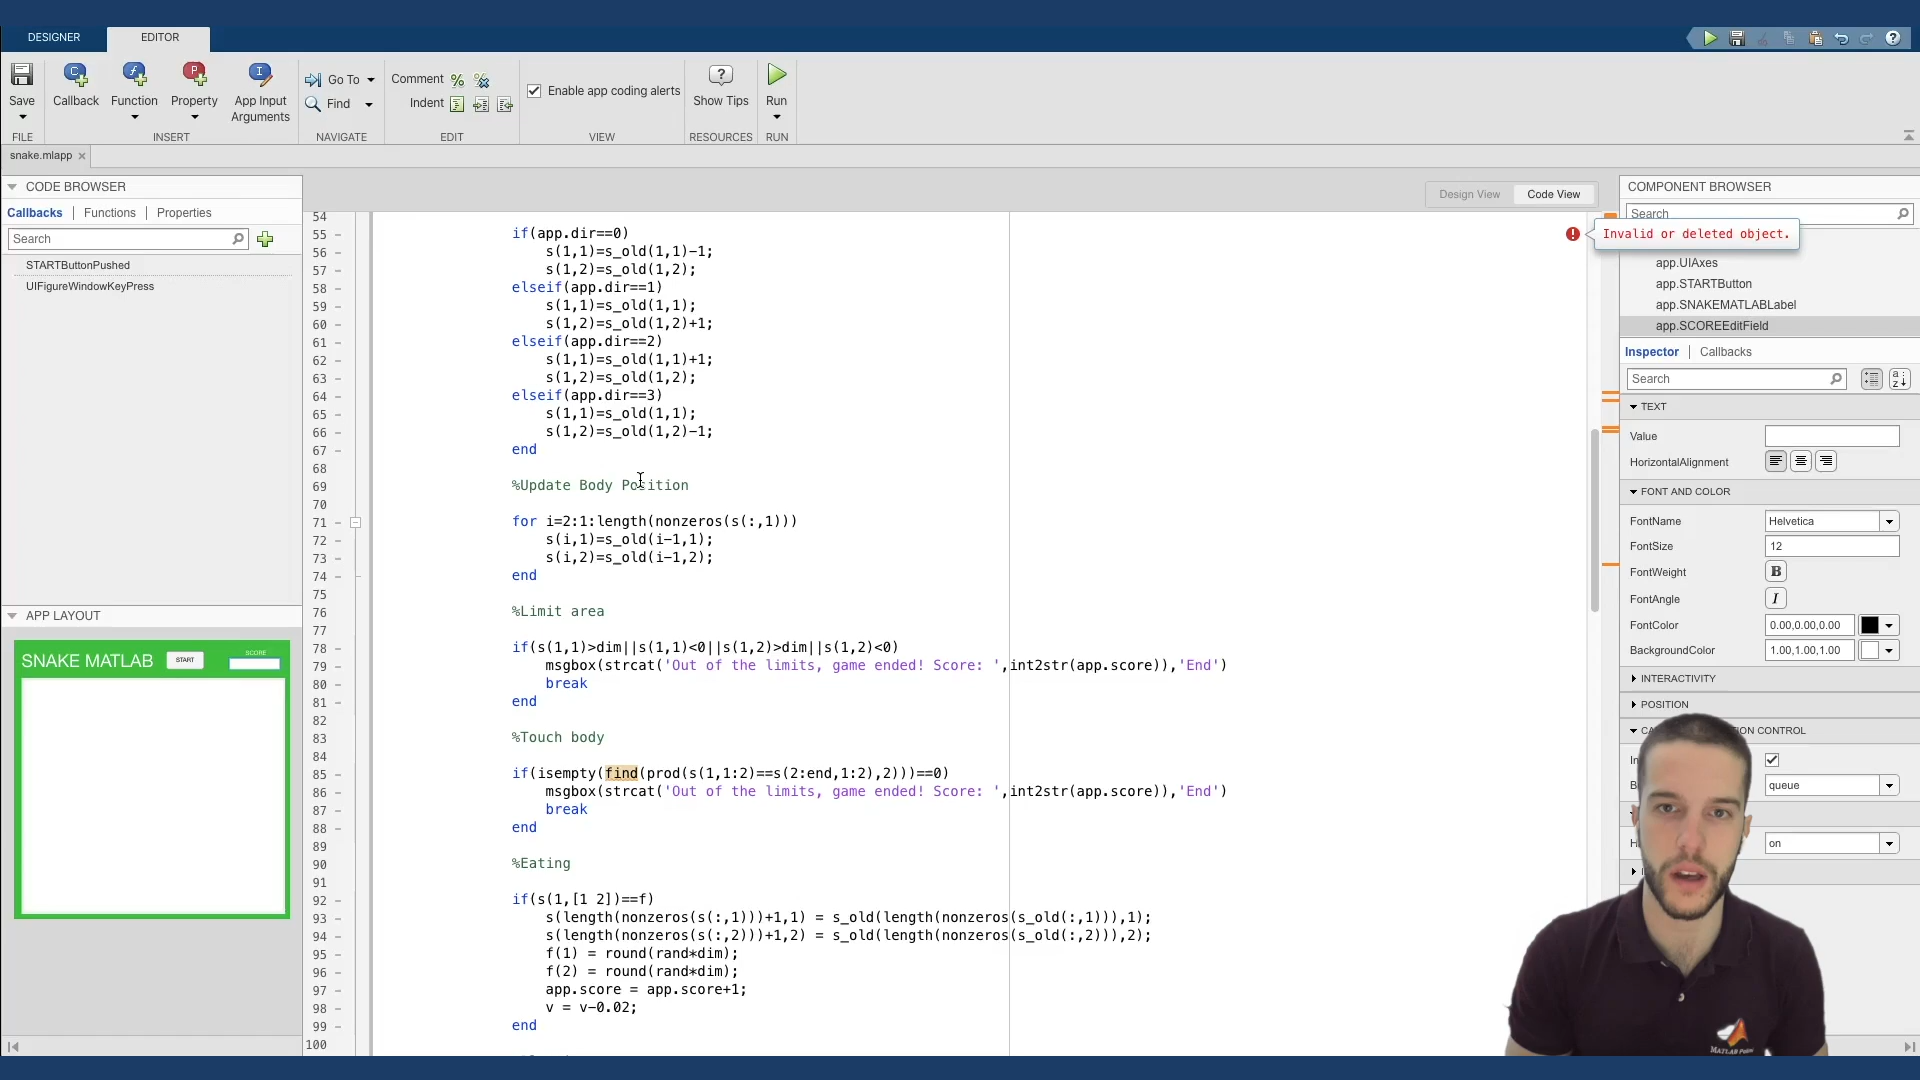 DESIGNER
EDITOR
Save
Callback
Function
Property
App Input
Arguments
Go To
Find
Comment
Indent
Enable app coding alerts
Show Tips
Run
FILE
INSERT
NAVIGATE
EDIT
VIEW
RESOURCES
RUN
snake.mlapp
CODE BROWSER
Callbacks | Functions | Properties
Search
STARTButtonPushed
UIFigureWindowKeyPress
APP LAYOUT
SNAKE MATLAB
START
SCORE
Design View
Code View
54
55 if(app.dir==0)
56 s(1,1)=s_old(1,1)-1;
57 s(1,2)=s_old(1,2);
58 elseif(app.dir==1)
59 s(1,1)=s_old(1,1);
60 s(1,2)=s_old(1,2)+1;
61 elseif(app.dir==2)
62 s(1,1)=s_old(1,1)+1;
63 s(1,2)=s_old(1,2);
64 elseif(app.dir==3)
65 s(1,1)=s_old(1,1);
66 s(1,2)=s_old(1,2)-1;
67 end
68
69 %Update Body Position
70
71 for i=2:1:length(nonzeros(s(:,1)))
72 s(i,1)=s_old(i-1,1);
73 s(i,2)=s_old(i-1,2);
74 end
75
76 %Limit area
77
78 if(s(1,1)>dim||s(1,1)<0||s(1,2)>dim||s(1,2)<0)
79 msgbox(strcat('Out of the limits, game ended! Score: ',int2str(app.score)),'End')
80 break
81 end
82
83 %Touch body
84
85 if(isempty(find(prod(s(1,1:2)==s(2:end,1:2),2)))==0)
86 msgbox(strcat('Out of the limits, game ended! Score: ',int2str(app.score)),'End')
87 break
88 end
89
90 %Eating
91
92 if(s(1,[1 2])==f)
93 s(length(nonzeros(s(:,1)))+1,1) = s_old(length(nonzeros(s_old(:,1))),1);
94 s(length(nonzeros(s(:,2)))+1,2) = s_old(length(nonzeros(s_old(:,2))),2);
95 f(1) = round(rand*dim);
96 f(2) = round(rand*dim);
97 app.score = app.score+1;
98 v = v-0.02;
99 end
100
COMPONENT BROWSER
Search
Invalid or deleted object.
app.UIAxes
app.STARTButton
app.SNAKEMATLABLabel
app.SCOREEditField
Inspector | Callbacks
Search
TEXT
Value
HorizontalAlignment
FONT AND COLOR
FontName Helvetica
FontSize 12
FontWeight B
FontAngle I
FontColor 0.00,0.00,0.00
BackgroundColor 1.00,1.00,1.00
INTERACTIVITY
POSITION
CONTROL
queue
on